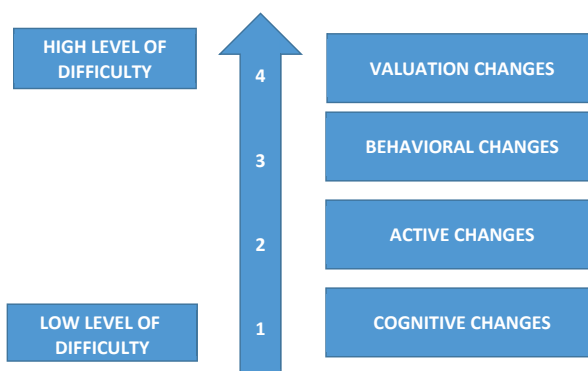 HIGH LEVEL OF
DIFFICULTY
4
VALUATION CHANGES
3
BEHAVIORAL CHANGES
2
ACTIVE CHANGES
LOW LEVEL OF
DIFFICULTY
1
COGNITIVE CHANGES